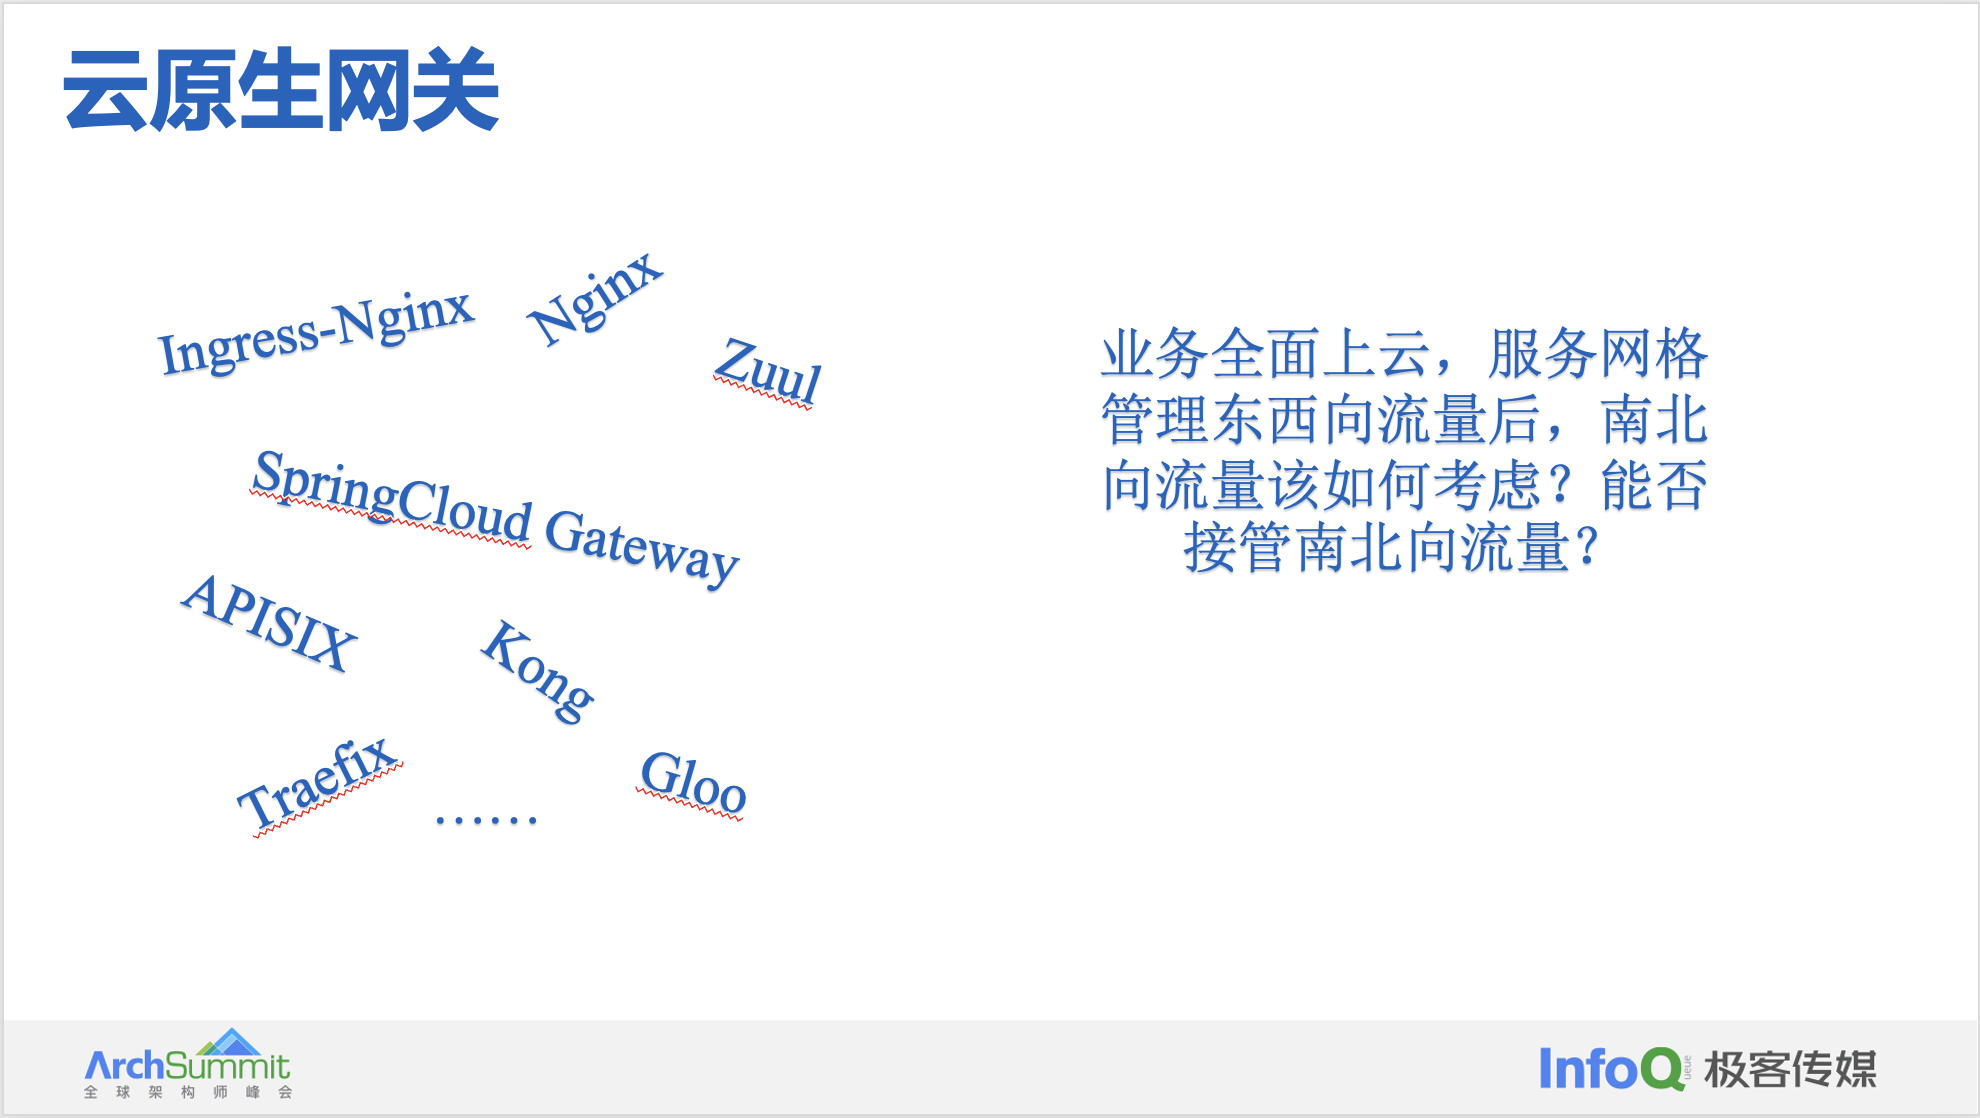 云原生网关
Ingress-Nginx
Nginx
Zuul
SpringCloud Gateway
APISIX
Kong
Traefix
Gloo
......
业务全面上云，服务网格
管理东西向流量后，南北
向流量该如何考虑？能否
接管南北向流量？
ArchSummit
全球架构师峰会
InfoQ ueue 极客传媒